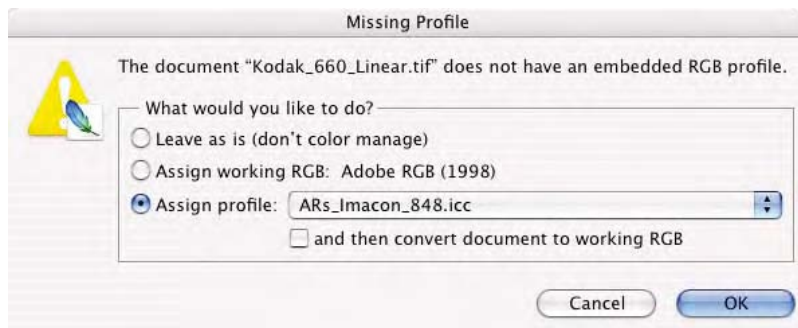 Missing Profile
The document “Kodak_660_Linear.tif” does not have an embedded RGB profile.
What would you like to do?
Leave as is (don’t color manage)
Assign working RGB: Adobe RGB (1998)
Assign profile: ARs_Imacon_848.icc
and then convert document to working RGB
Cancel OK